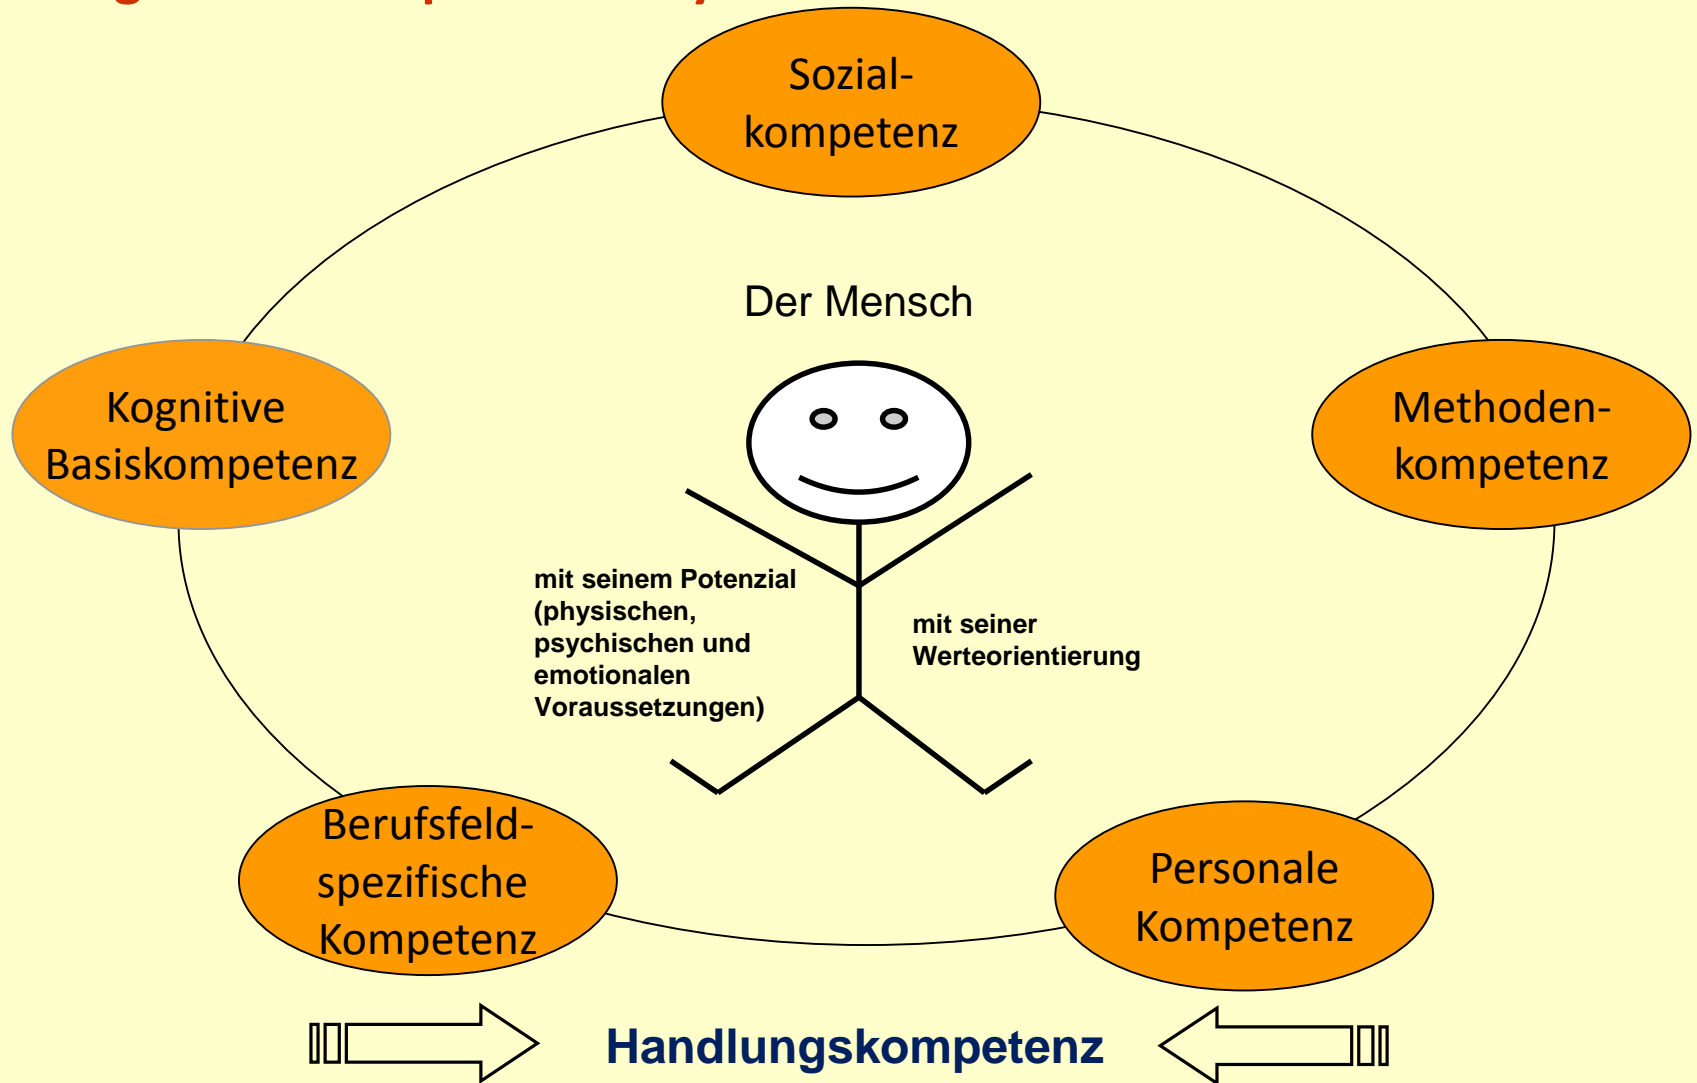 Sozial-
kompetenz
Der Mensch
Kognitive
Basiskompetenz
Methoden-
kompetenz
mit seinem Potenzial
(physischen,
psychischen und
emotionalen
Voraussetzungen)
mit seiner
Werteorientierung
Berufsfeld-
spezifische
Kompetenz
Personale
Kompetenz
Handlungskompetenz